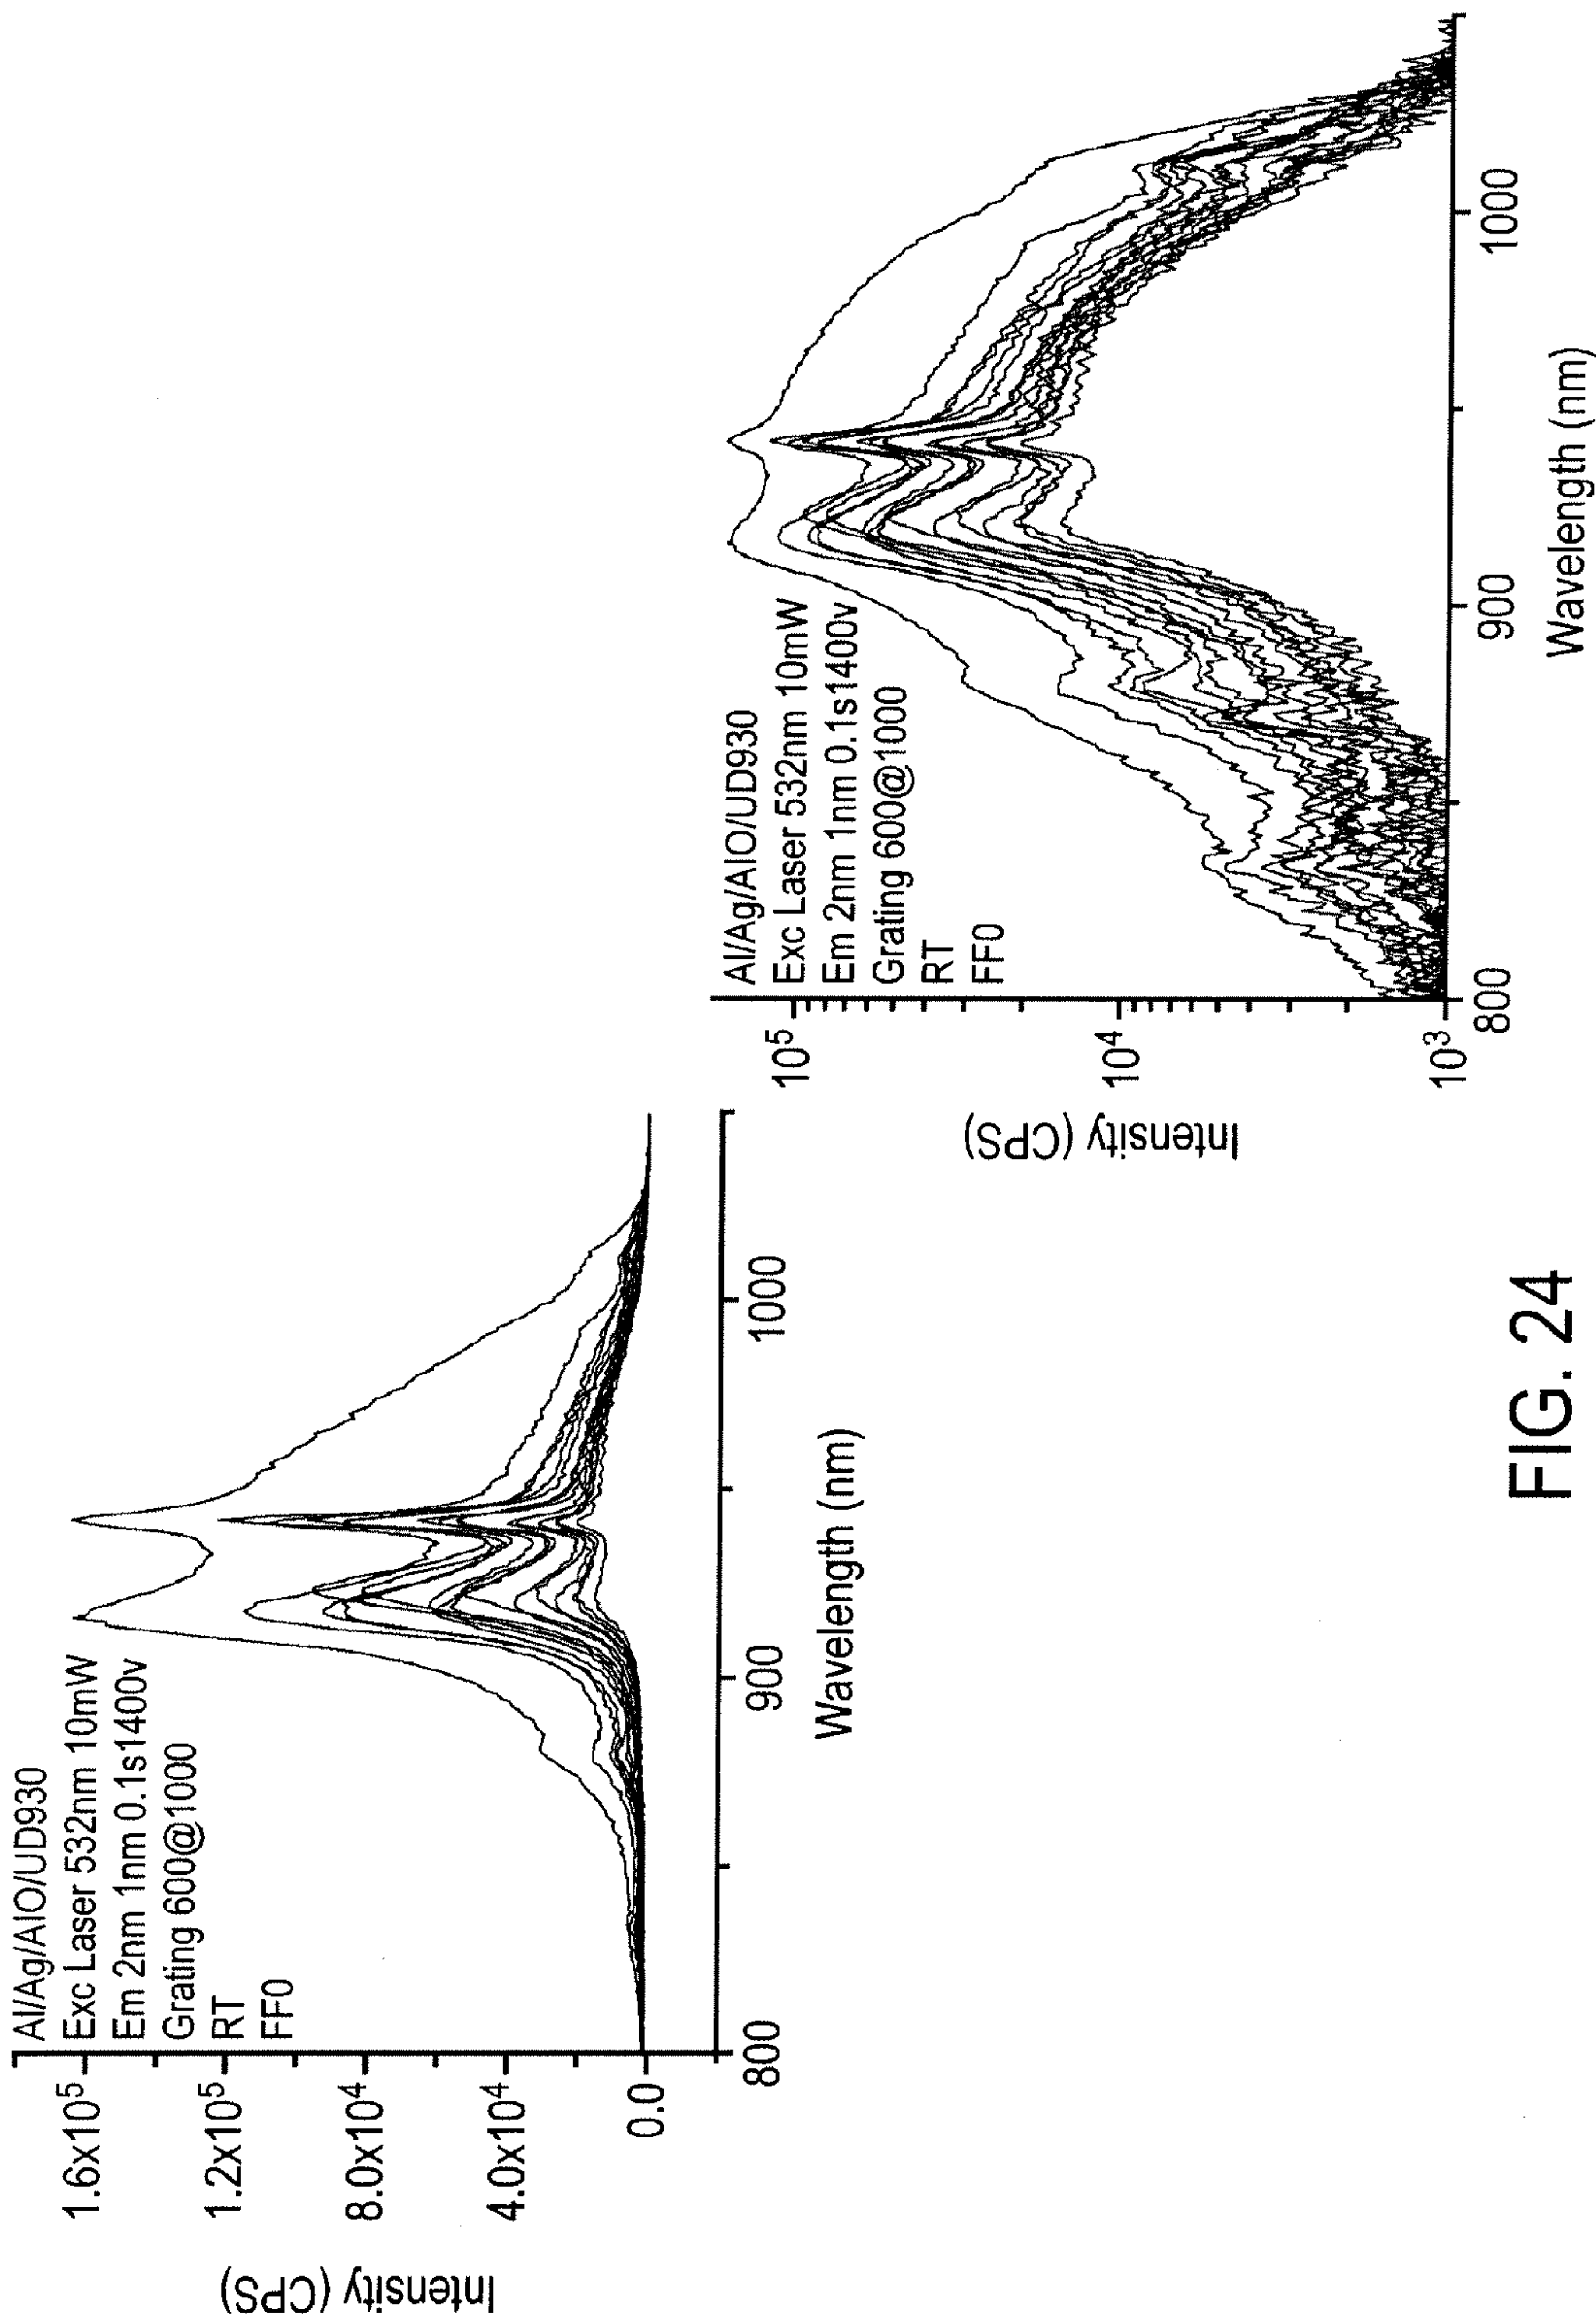 Al/Ag/AlO/UD930
Exc Laser 532nm 10mW
Em 2nm 1nm 0.1s1400v
Grating 600@1000
RT
FF0
Intensity (CPS)
1.6x10⁵
1.2x10⁵
8.0x10⁴
4.0x10⁴
0.0
800
900
1000
Wavelength (nm)
Al/Ag/AlO/UD930
Exc Laser 532nm 10mW
Em 2nm 1nm 0.1s1400v
Grating 600@1000
RT
FF0
Intensity (CPS)
10⁵
10⁴
10³
800
900
1000
Wavelength (nm)
FIG. 24